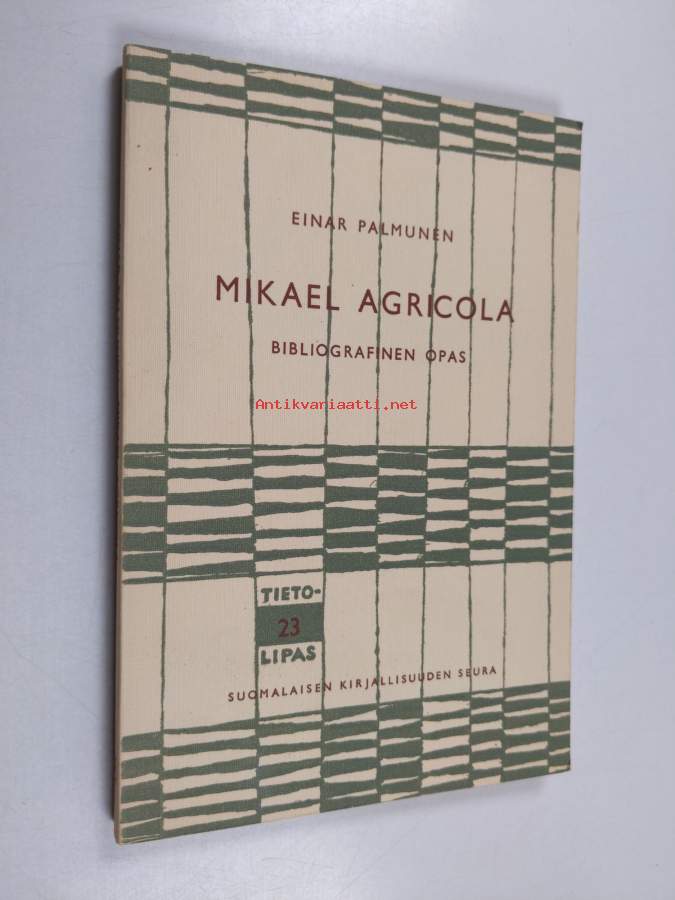 EINAR PALMUNEN
MIKAEL AGRICOLA
BIBLIOGRAFINEN OPAS
Antikvariaatti.net
TIETO-
23
LIPAS
SUOMALAISEN KIRJALLISUUDEN SEURA